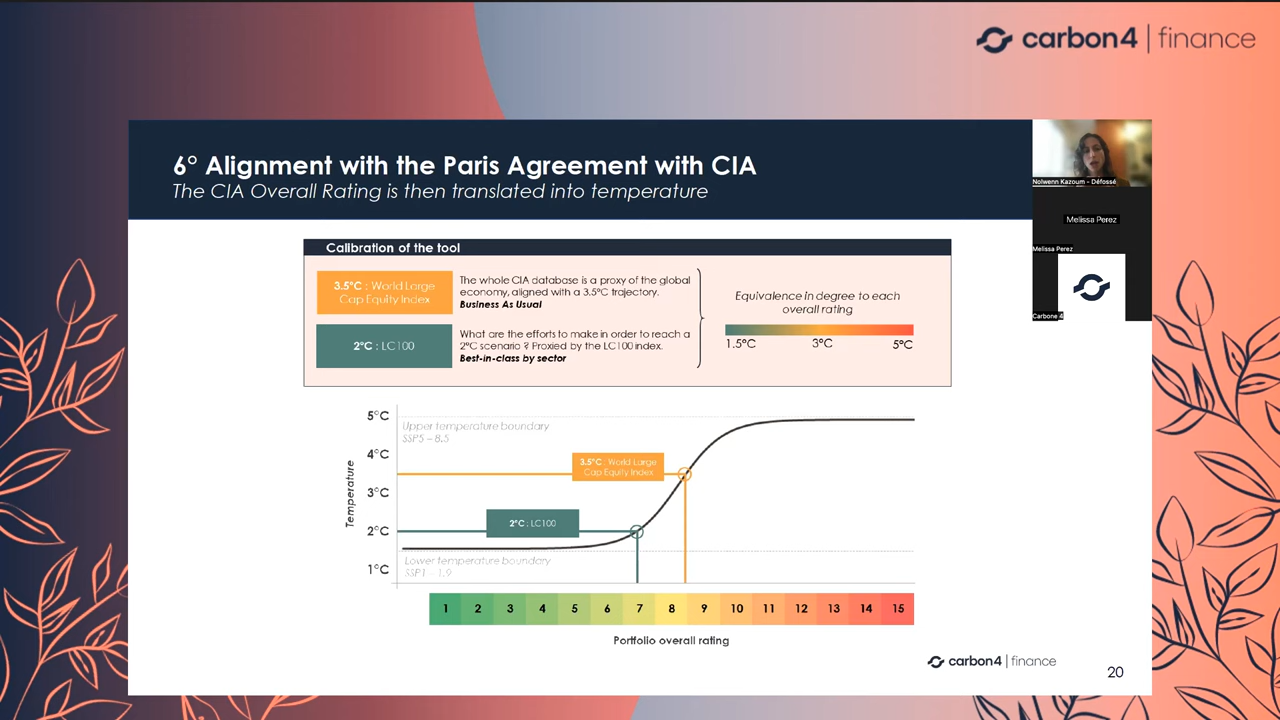 carbon4 | finance
6° Alignment with the Paris Agreement with CIA
The CIA Overall Rating is then translated into temperature
Nolwenn Kazoum - Défossé
Melissa Perez
Melissa Perez
Carbone 4
Calibration of the tool
3.5°C : World Large
Cap Equity Index
The whole CIA database is a proxy of the global
economy, aligned with a 3.5°C trajectory.
Business As Usual
2°C : LC100
What are the efforts to make in order to reach a
2°C scenario ? Proxied by the LC100 index.
Best-in-class by sector
Equivalence in degree to each
overall rating
1.5°C 3°C 5°C
5°C
Upper temperature boundary
SSP5 – 8.5
4°C
3.5°C : World Large
Cap Equity Index
3°C
Temperature
2°C : LC100
2°C
Lower temperature boundary
SSP1 – 1.9
1°C
1 2 3 4 5 6 7 8 9 10 11 12 13 14 15
Portfolio overall rating
carbon4 | finance
20